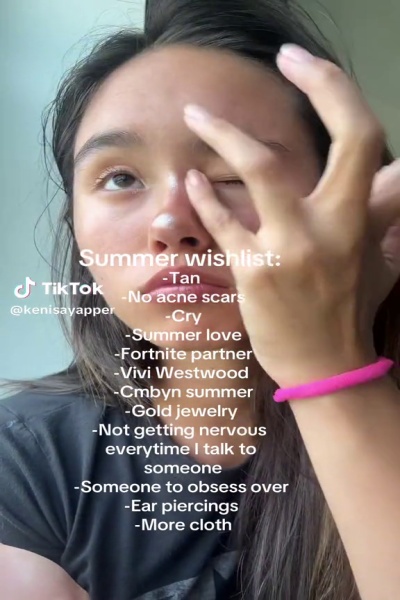 Summer wishlist:
-Tan
-No acne scars
-Cry
-Summer love
-Fortnite partner
-Vivi Westwood
-Cmbyn summer
-Gold jewelry
-Not getting nervous
everytime I talk to
someone
-Someone to obsess over
-Ear piercings
-More cloth
TikTok
@kenisayapper